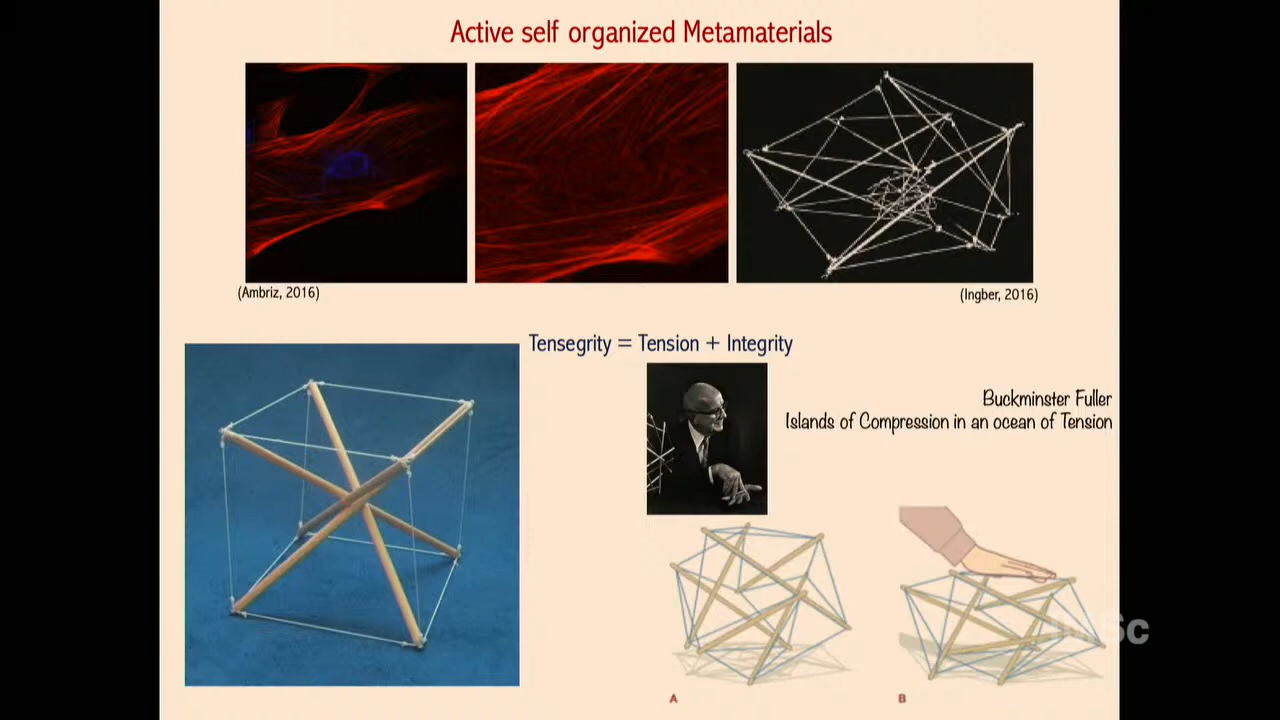 Active self organized Metamaterials
(Ambriz, 2016)
(Ingber, 2016)
Tensegrity = Tension + Integrity
Buckminster Fuller
Islands of Compression in an ocean of Tension
A
B
IMSc